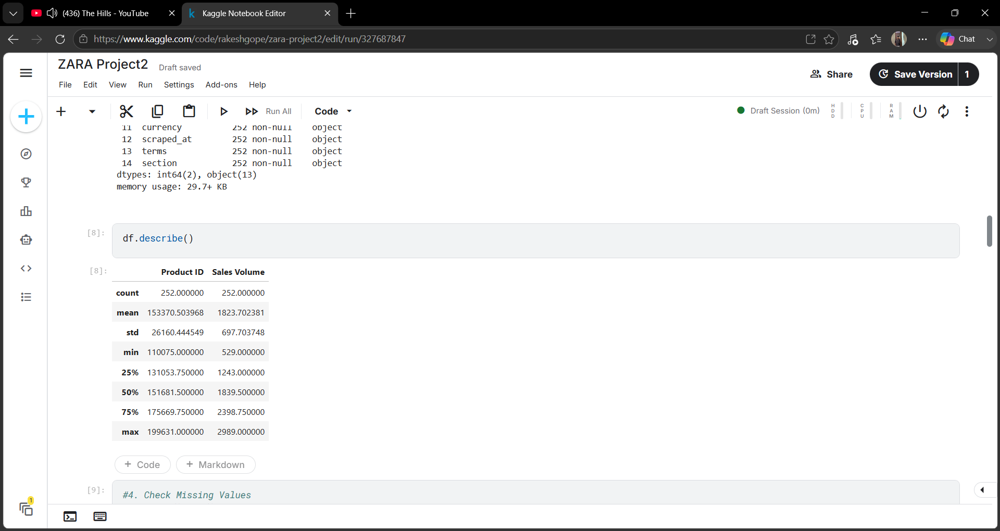 (436) The Hills - YouTube
Kaggle Notebook Editor
https://www.kaggle.com/code/rakeshgope/zara-project2/edit/run/327687847
Chat
ZARA Project2
Draft saved
File Edit View Run Settings Add-ons Help
Share
Save Version 1
Run All
Code
Draft Session (0m)
HDD
CPU
RAM
11 currency 252 non-null object
12 scraped_at 252 non-null object
13 terms 252 non-null object
14 section 252 non-null object
dtypes: int64(2), object(13)
memory usage: 29.7+ KB
[8]:
df.describe()
[8]:
Product ID Sales Volume
count 252.000000 252.000000
mean 153370.503968 1823.702381
std 26160.444549 697.703748
min 110075.000000 529.000000
25% 131053.750000 1243.000000
50% 151681.500000 1839.500000
75% 175669.750000 2398.750000
max 199631.000000 2989.000000
+ Code + Markdown
[9]:
#4. Check Missing Values
1